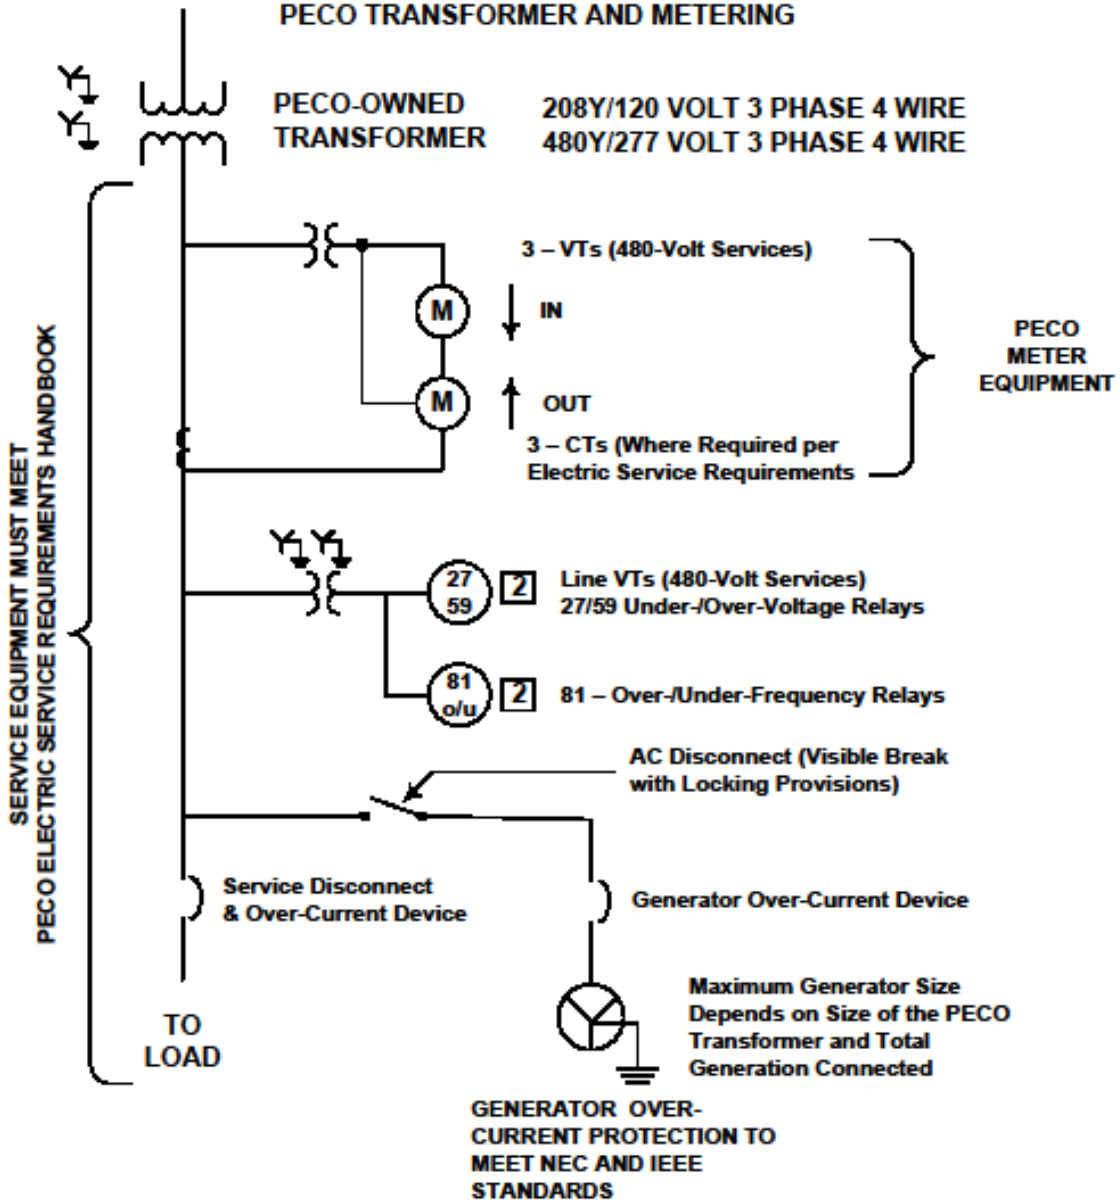 PECO TRANSFORMER AND METERING
PECO-OWNED
TRANSFORMER
208Y/120 VOLT 3 PHASE 4 WIRE
480Y/277 VOLT 3 PHASE 4 WIRE
3 – VTs (480-Volt Services)
M
IN
M
OUT
3 – CTs (Where Required per
Electric Service Requirements
PECO
METER
EQUIPMENT
SERVICE EQUIPMENT MUST MEET
PECO ELECTRIC SERVICE REQUIREMENTS HANDBOOK
27
59
2
Line VTs (480-Volt Services)
27/59 Under-/Over-Voltage Relays
81
o/u
2
81 – Over-/Under-Frequency Relays
AC Disconnect (Visible Break
with Locking Provisions)
Service Disconnect
& Over-Current Device
Generator Over-Current Device
TO
LOAD
Maximum Generator Size
Depends on Size of the PECO
Transformer and Total
Generation Connected
GENERATOR OVER-
CURRENT PROTECTION TO
MEET NEC AND IEEE
STANDARDS